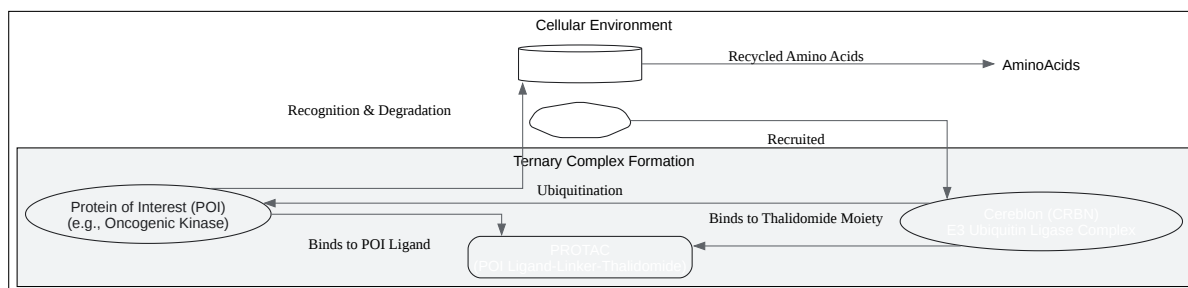 Cellular Environment
Recycled Amino Acids
AminoAcids
Recognition & Degradation
Recruited
Ternary Complex Formation
Ubiquitination
Protein of Interest (POI)
(e.g., Oncogenic Kinase)
Binds to Thalidomide Moiety
Cereblon (CRBN)
E3 Ubiquitin Ligase Complex
Binds to POI Ligand
PROTAC
(POI Ligand-Linker-Thalidomide)